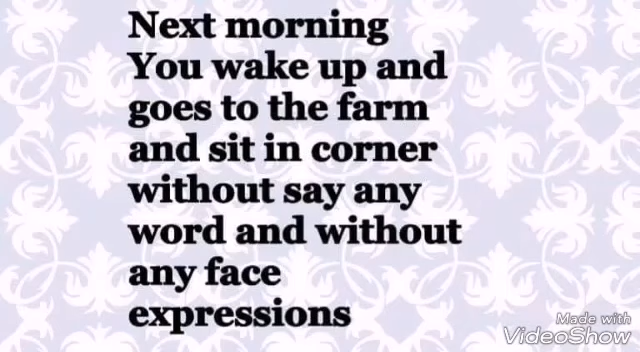 Next morning
You wake up and
goes to the farm
and sit in corner
without say any
word and without
any face
expressions
Made with
VideoShow